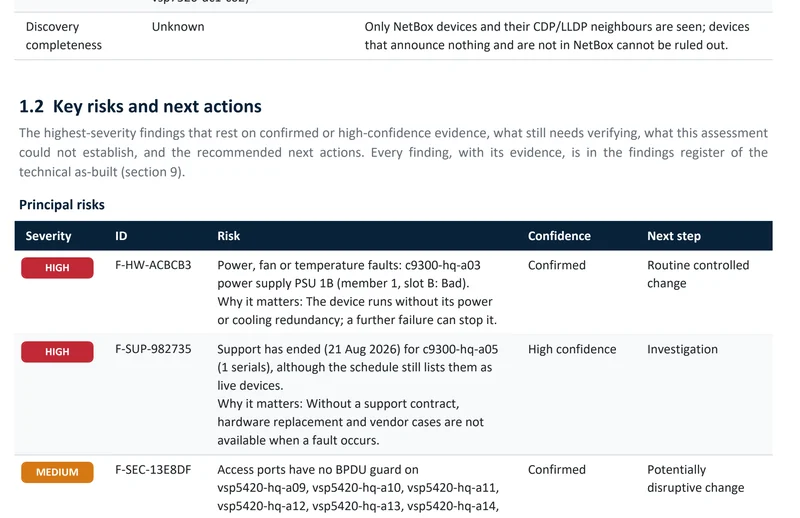 Discovery Unknown Only NetBox devices and their CDP/LLDP neighbours are seen; devices
completeness that announce nothing and are not in NetBox cannot be ruled out.
1.2 Key risks and next actions
The highest-severity findings that rest on confirmed or high-confidence evidence, what still needs verifying, what this assessment
could not establish, and the recommended next actions. Every finding, with its evidence, is in the findings register of the
technical as-built (section 9).
Principal risks
Severity ID Risk Confidence Next step
HIGH F-HW-ACBCB3 Power, fan or temperature faults: c9300-hq-a03 Confirmed Routine controlled
power supply PSU 1B (member 1, slot B: Bad). change
Why it matters: The device runs without its power
or cooling redundancy; a further failure can stop it.
HIGH F-SUP-982735 Support has ended (21 Aug 2026) for c9300-hq-a05 High confidence Investigation
(1 serials), although the schedule still lists them as
live devices.
Why it matters: Without a support contract,
hardware replacement and vendor cases are not
available when a fault occurs.
MEDIUM F-SEC-13E8DF Access ports have no BPDU guard on Confirmed Potentially
vsp5420-hq-a09, vsp5420-hq-a10, vsp5420-hq-a11, disruptive change
vsp5420-hq-a12, vsp5420-hq-a13, vsp5420-hq-a14,